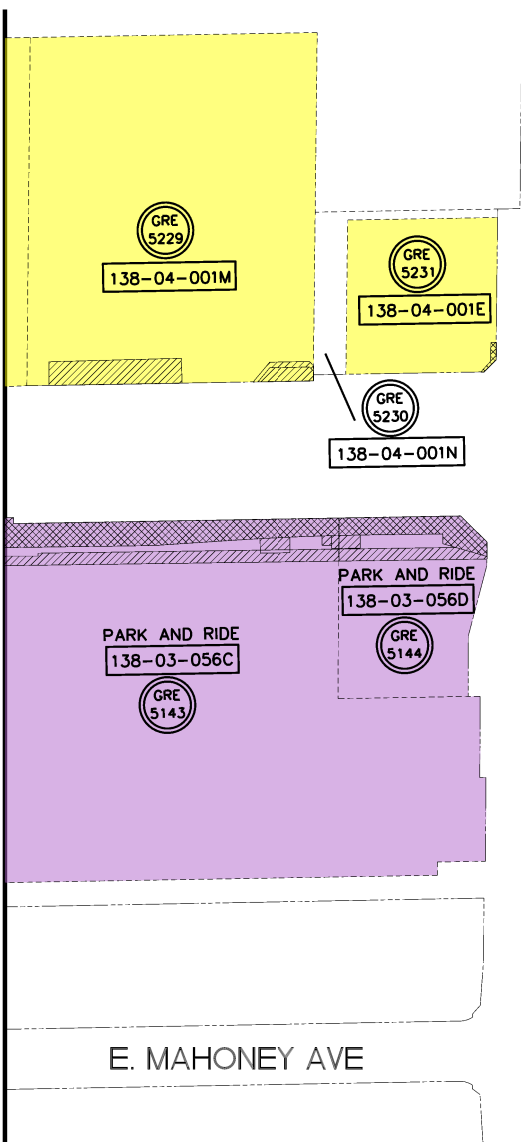 GRE
5229
138-04-001M
GRE
5231
138-04-001E
GRE
5230
138-04-001N
PARK AND RIDE
138-03-056D
GRE
5144
PARK AND RIDE
138-03-056C
GRE
5143
E. MAHONEY AVE